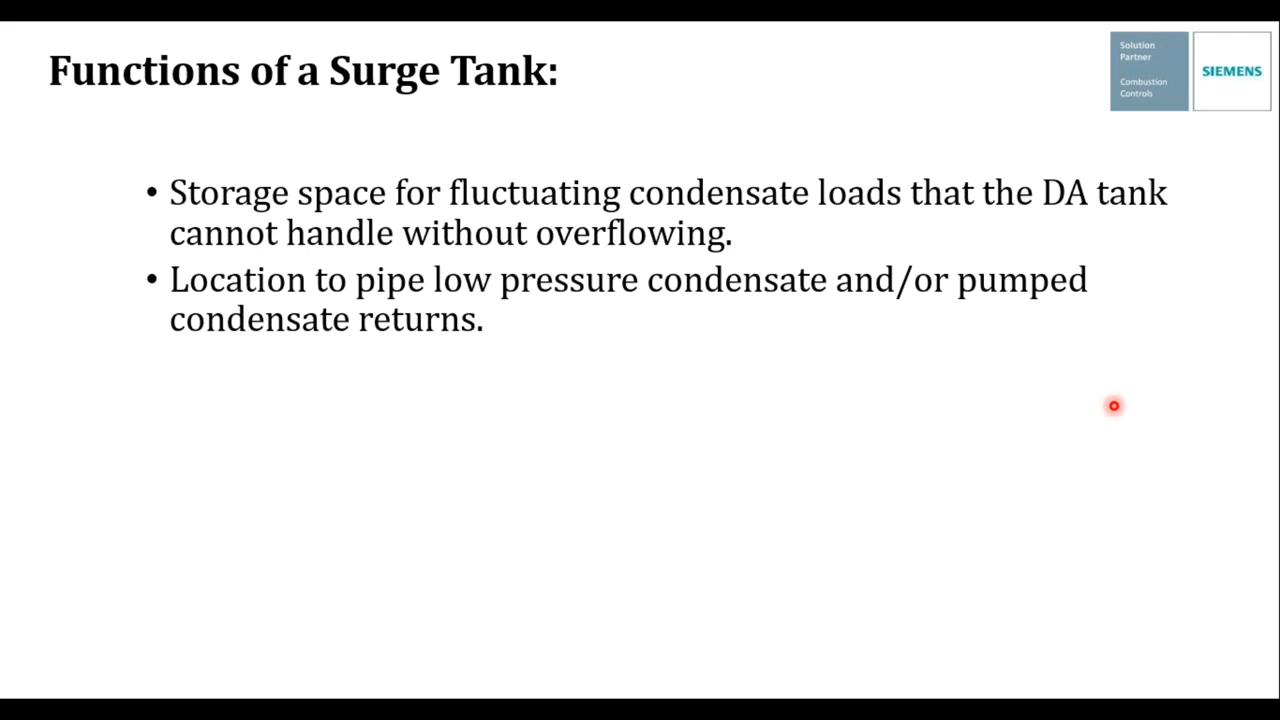 Functions of a Surge Tank:
Solution
Partner
Combustion
Controls
SIEMENS
• Storage space for fluctuating condensate loads that the DA tank
cannot handle without overflowing.
• Location to pipe low pressure condensate and/or pumped
condensate returns.